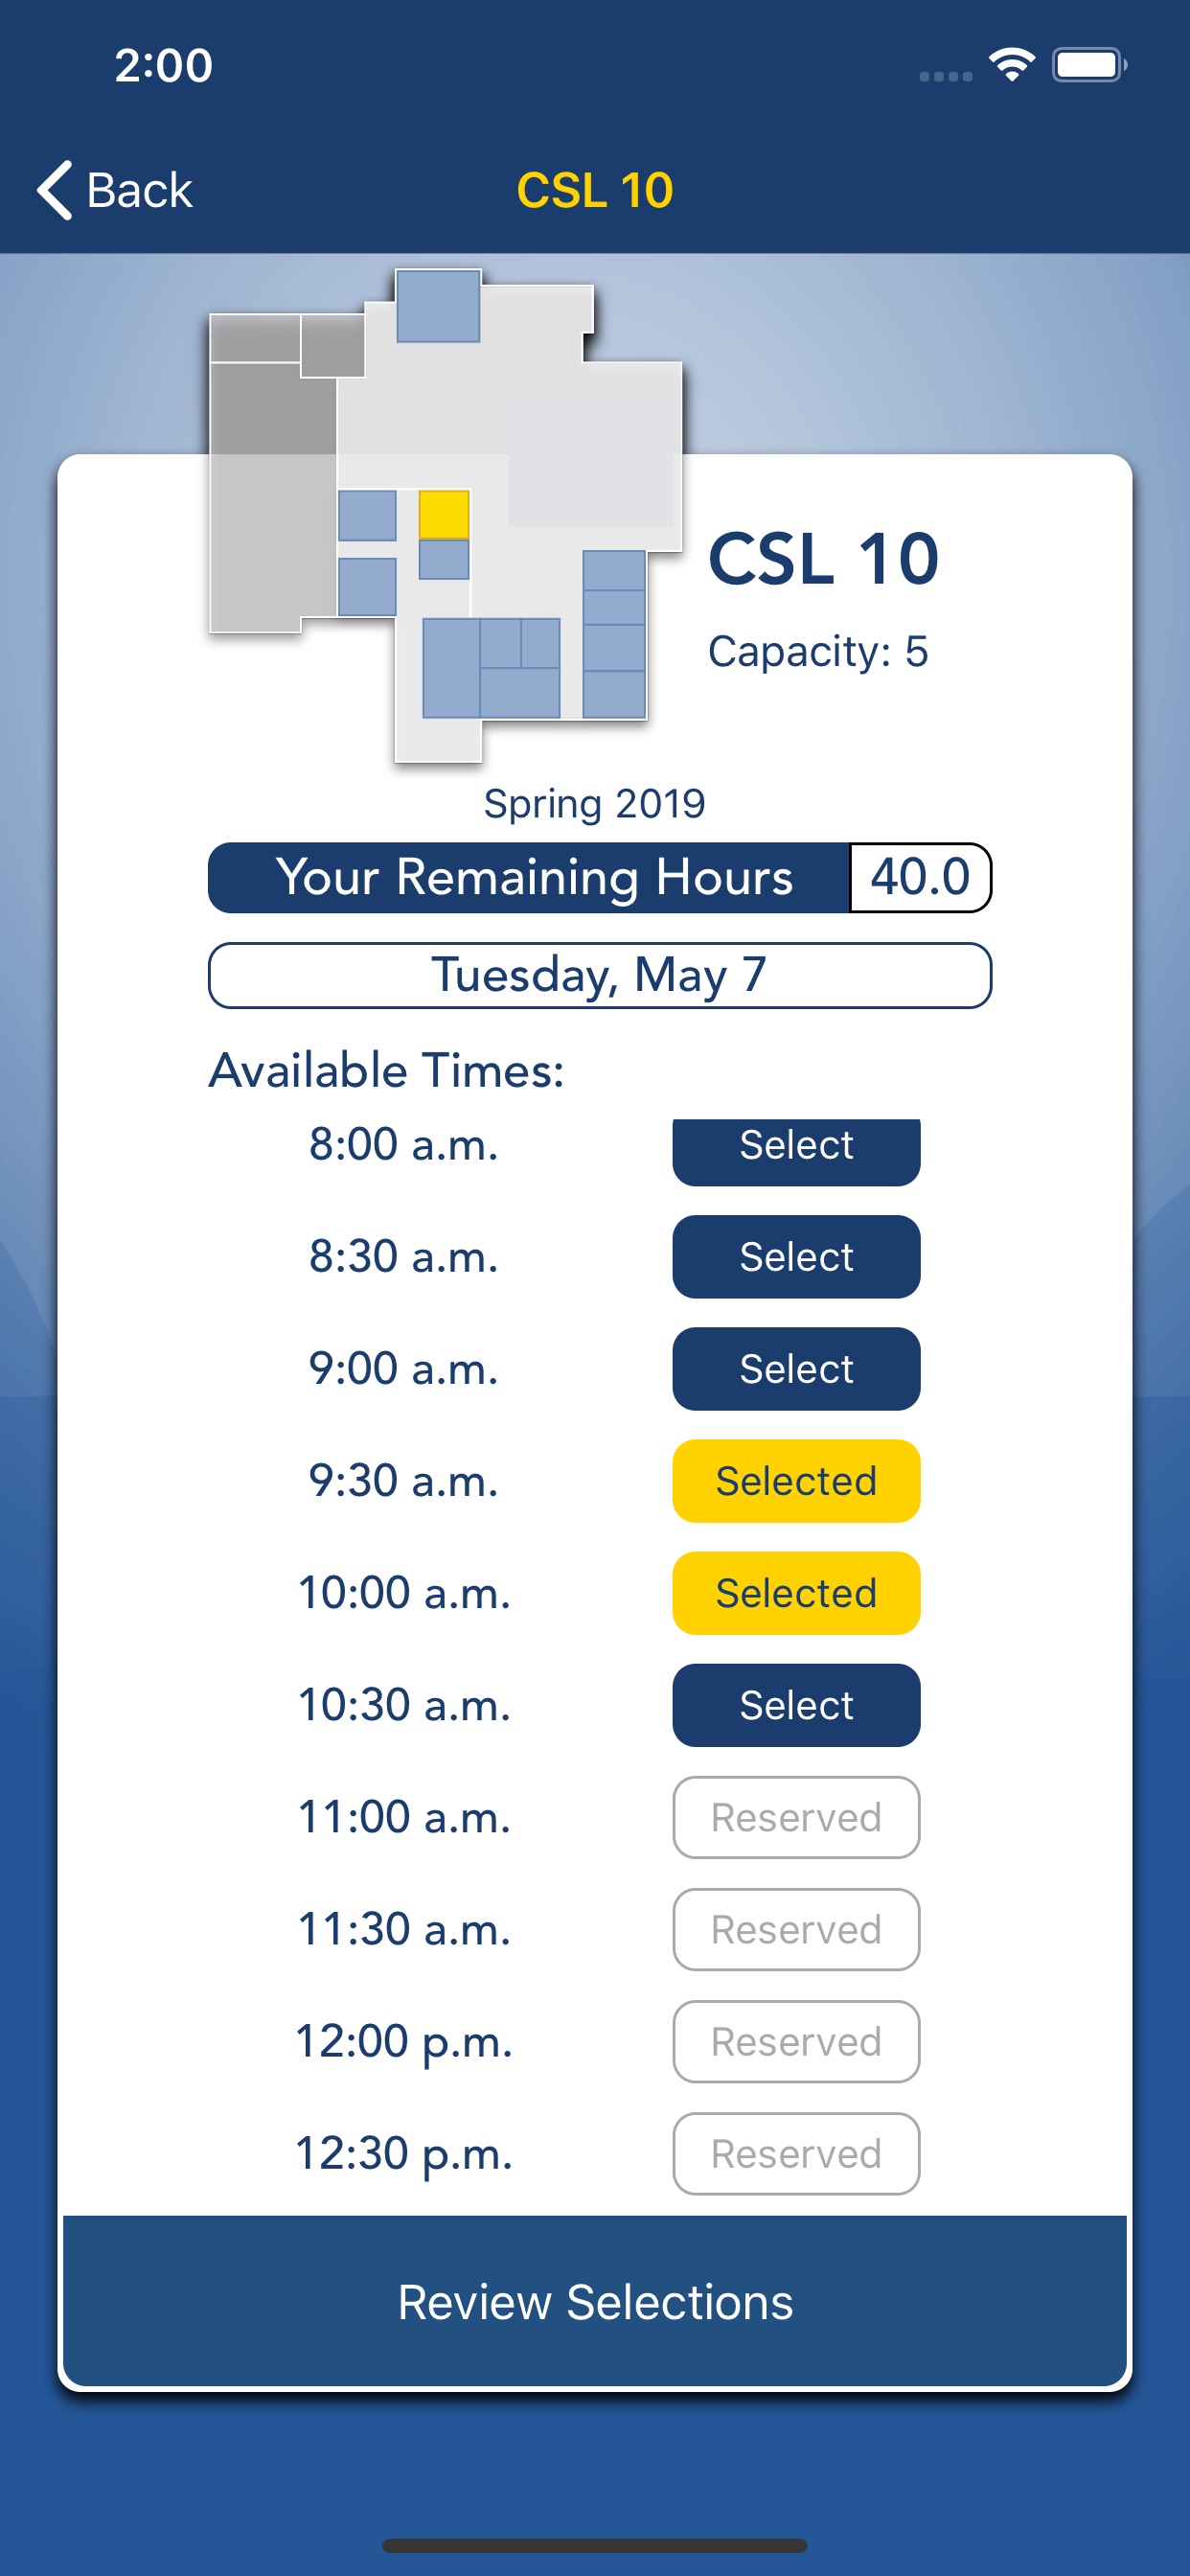 2:00
Back
CSL 10
CSL 10
Capacity: 5
Spring 2019
Your Remaining Hours 40.0
Tuesday, May 7
Available Times:
8:00 a.m. Select
8:30 a.m. Select
9:00 a.m. Select
9:30 a.m. Selected
10:00 a.m. Selected
10:30 a.m. Select
11:00 a.m. Reserved
11:30 a.m. Reserved
12:00 p.m. Reserved
12:30 p.m. Reserved
Review Selections